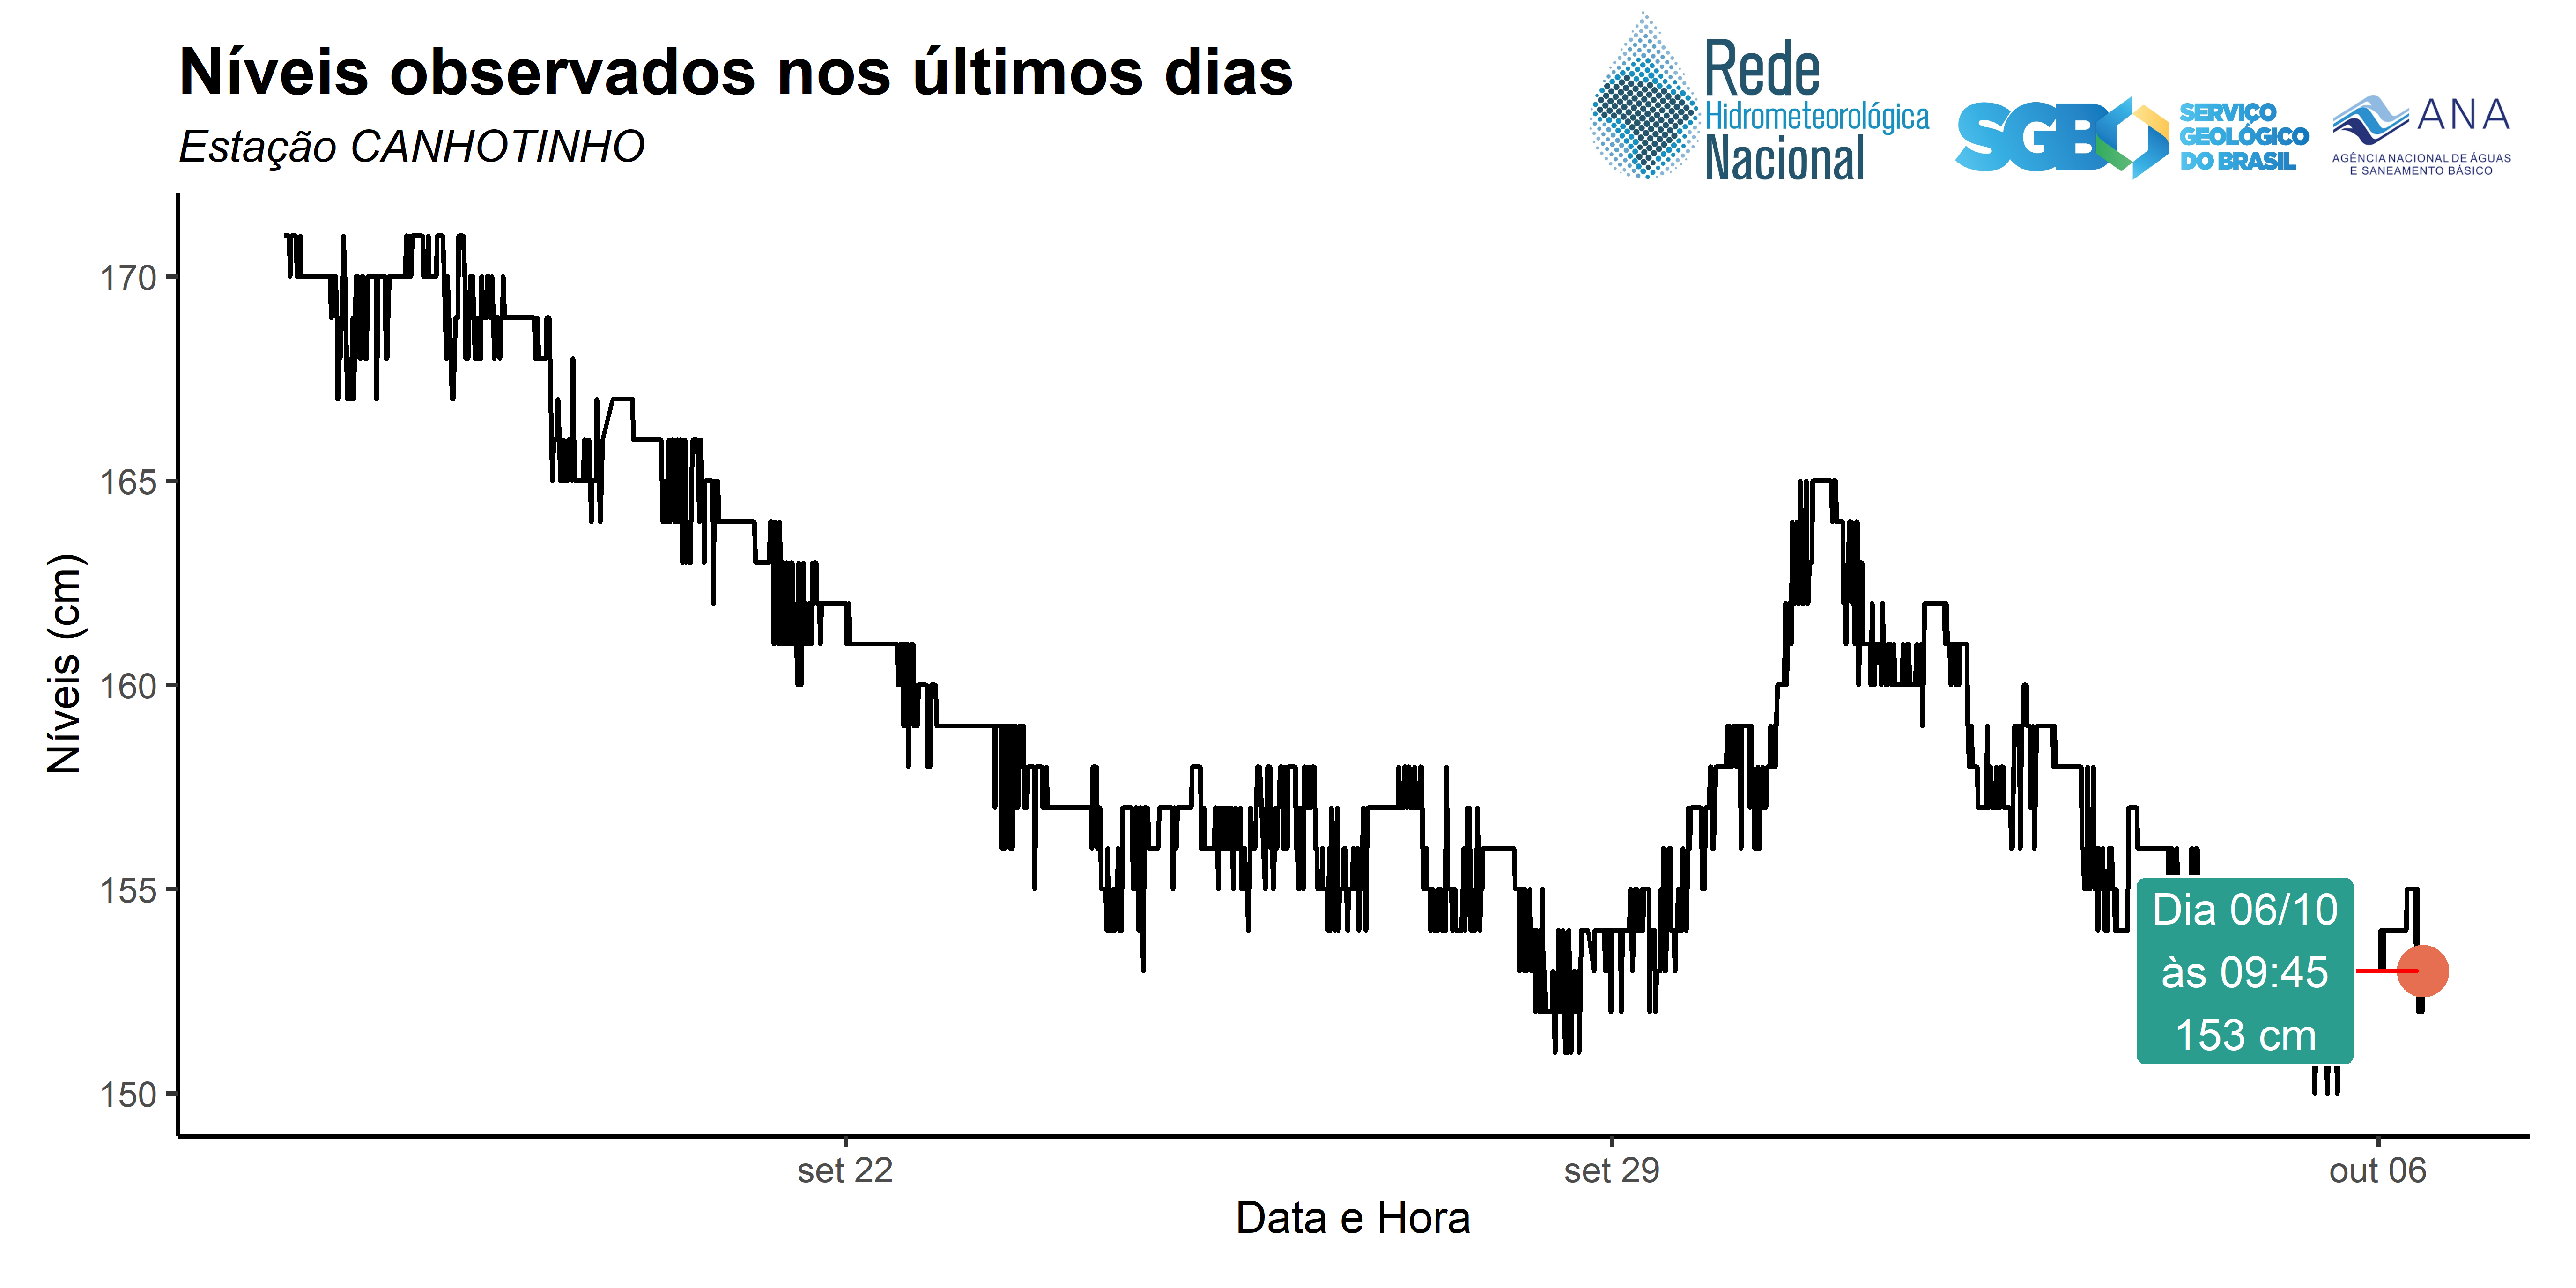 Níveis observados nos últimos dias
Estação CANHOTINHO
Rede
Hidrometeorológica
Nacional
SGB
SERVIÇO
GEOLÓGICO
DO BRASIL
ANA
AGÊNCIA NACIONAL DE ÁGUAS
E SANEAMENTO BÁSICO
Níveis (cm)
170
165
160
155
150
Dia 06/10
às 09:45
153 cm
set 22
set 29
out 06
Data e Hora